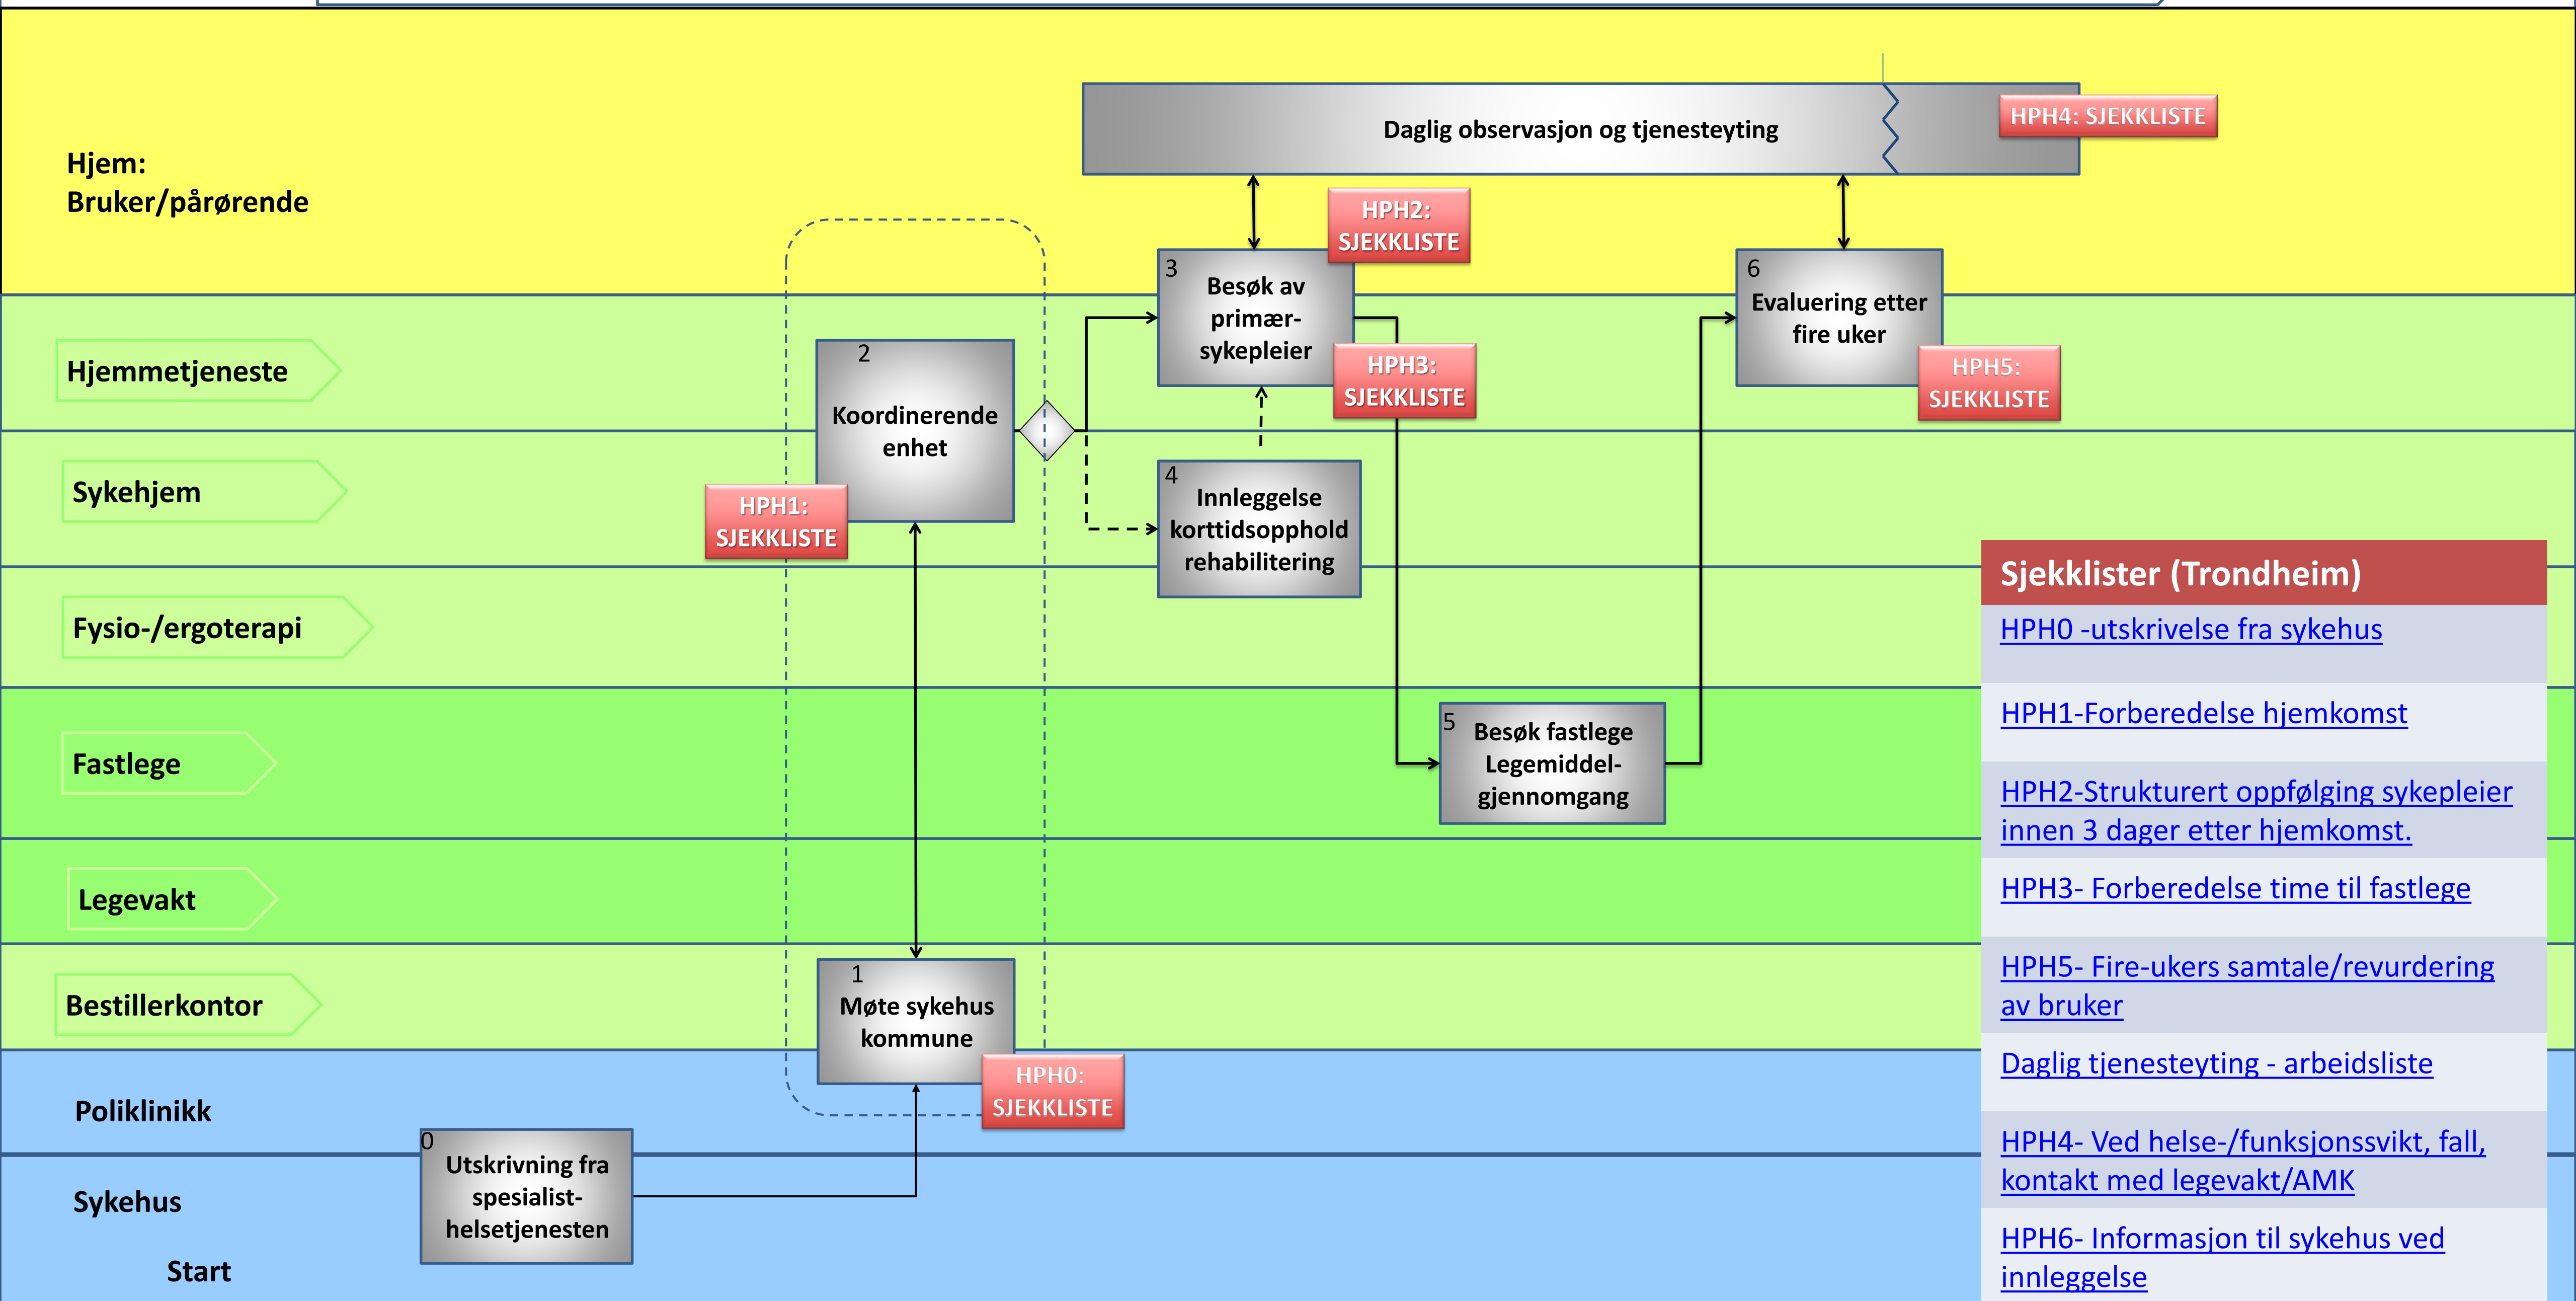 Daglig observasjon og tjenesteyting
HPH4: SJEKKLISTE
Hjem:
Bruker/pårørende
HPH2:
SJEKKLISTE
3
Besøk av
primær-
sykepleier
6
Evaluering etter
fire uker
Hjemmetjeneste
2
Koordinerende
enhet
HPH3:
SJEKKLISTE
HPH5:
SJEKKLISTE
Sykehjem
HPH1:
SJEKKLISTE
4
Innleggelse
korttidsopphold
rehabilitering
Fysio-/ergoterapi
Fastlege
5
Besøk fastlege
Legemiddel-
gjennomgang
Legevakt
Bestillerkontor
1
Møte sykehus
kommune
HPH0:
SJEKKLISTE
Poliklinikk
0
Utskrivning fra
spesialist-
helsetjenesten
Sykehus
Start
Sjekklister (Trondheim)
HPH0 -utskrivelse fra sykehus
HPH1-Forberedelse hjemkomst
HPH2-Strukturert oppfølging sykepleier
innen 3 dager etter hjemkomst.
HPH3- Forberedelse time til fastlege
HPH5- Fire-ukers samtale/revurdering
av bruker
Daglig tjenesteyting - arbeidsliste
HPH4- Ved helse-/funksjonssvikt, fall,
kontakt med legevakt/AMK
HPH6- Informasjon til sykehus ved
innleggelse